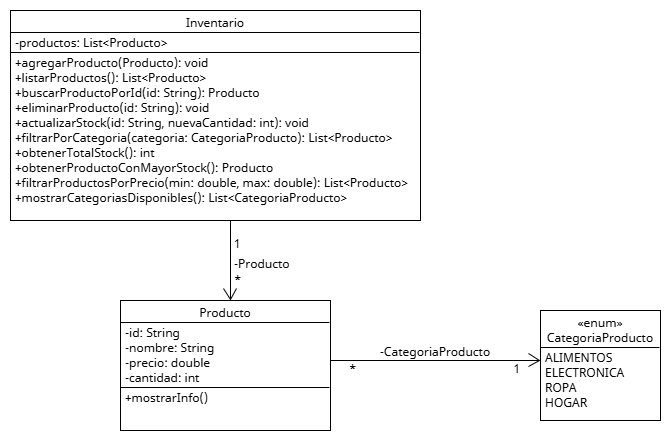 Inventario
-productos: List<Producto>
+agregarProducto(Producto): void
+listarProductos(): List<Producto>
+buscarProductoPorId(id: String): Producto
+eliminarProducto(id: String): void
+actualizarStock(id: String, nuevaCantidad: int): void
+filtrarPorCategoria(categoria: CategoriaProducto): List<Producto>
+obtenerTotalStock(): int
+obtenerProductoConMayorStock(): Producto
+filtrarProductosPorPrecio(min: double, max: double): List<Producto>
+mostrarCategoriasDisponibles(): List<CategoriaProducto>
1
-Producto
*
Producto
-id: String
-nombre: String
-precio: double
-cantidad: int
+mostrarInfo()
-CategoriaProducto
*
1
«enum»
CategoriaProducto
ALIMENTOS
ELECTRONICA
ROPA
HOGAR